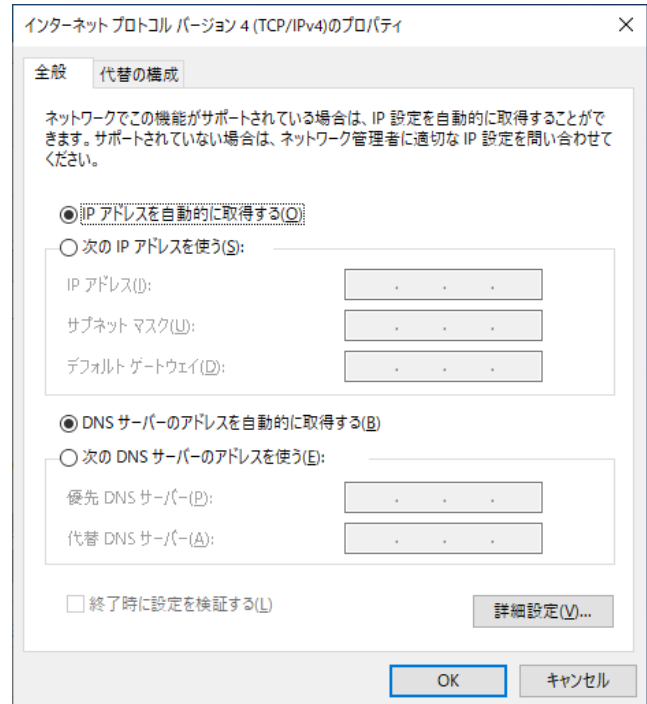 インターネット プロトコル バージョン 4 (TCP/IPv4)のプロパティ
全般
代替の構成
ネットワークでこの機能がサポートされている場合は、IP 設定を自動的に取得することがで
きます。サポートされていない場合は、ネットワーク管理者に適切な IP 設定を問い合わせて
ください。
IP アドレスを自動的に取得する(O)
次の IP アドレスを使う(S):
IP アドレス(I):
サブネット マスク(U):
デフォルト ゲートウェイ(D):
DNS サーバーのアドレスを自動的に取得する(B)
次の DNS サーバーのアドレスを使う(E):
優先 DNS サーバー(P):
代替 DNS サーバー(A):
終了時に設定を検証する(L)
詳細設定(V)...
OK
キャンセル